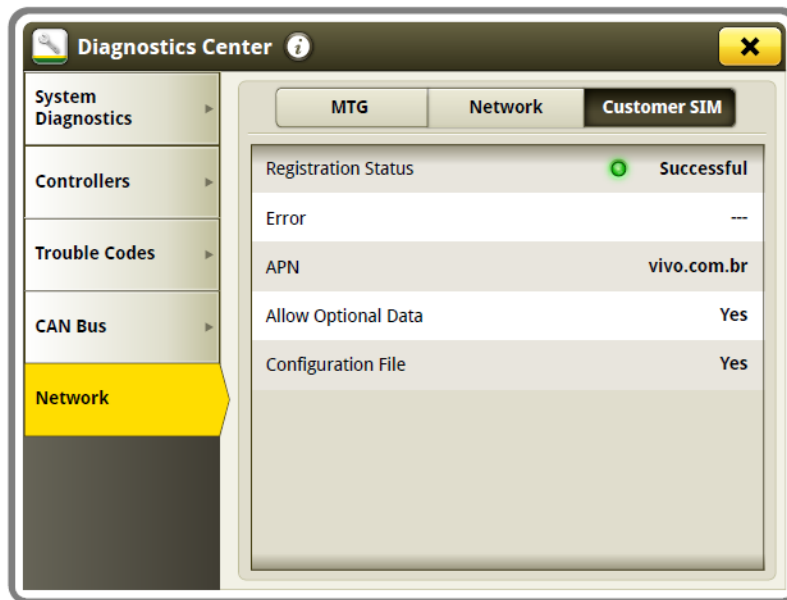 Diagnostics Center
System
Diagnostics
Controllers
Trouble Codes
CAN Bus
Network
MTG
Network
Customer SIM
Registration Status
Successful
Error
---
APN
vivo.com.br
Allow Optional Data
Yes
Configuration File
Yes